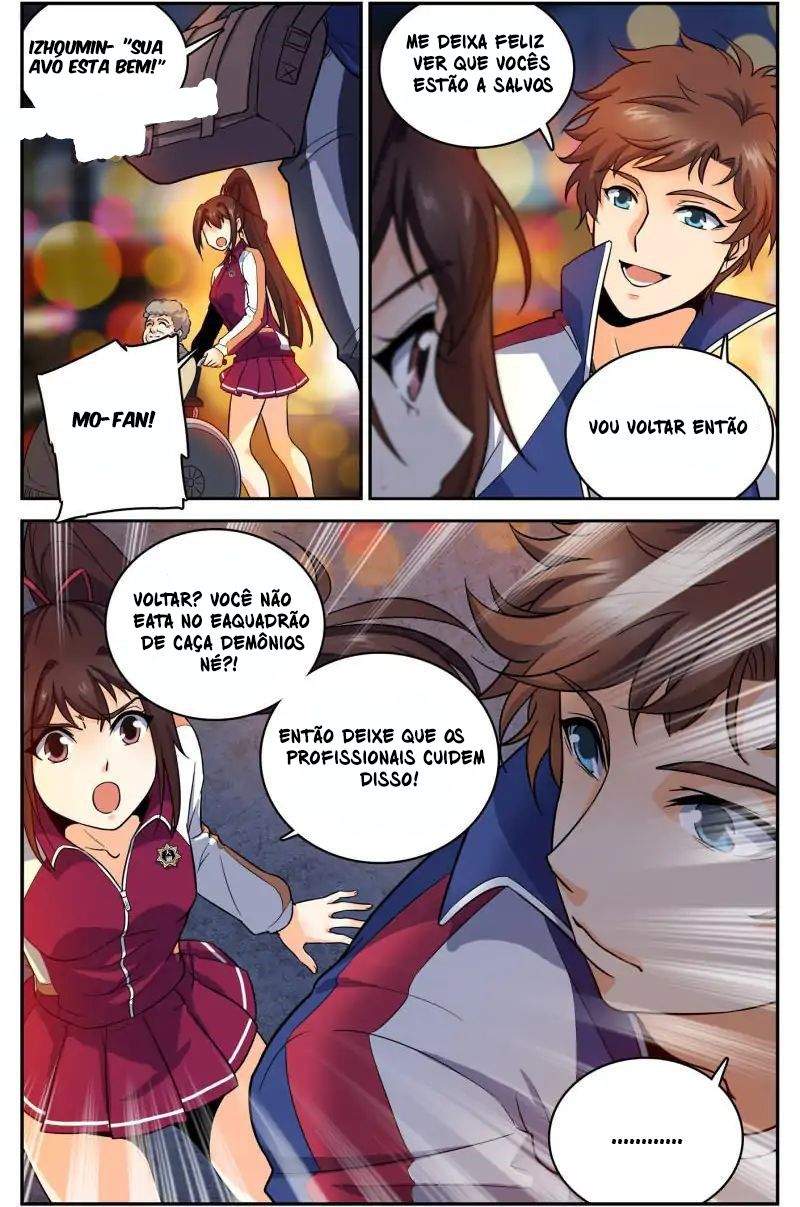 IZHOUMIN- "SUA
AVÓ ESTA BEM!"
MO-FAN!
ME DEIXA FELIZ
VER QUE VOCÊS
ESTÃO A SALVOS
VOU VOLTAR ENTÃO
VOLTAR? VOCÊ NÃO
EATA NO EAQUADRÃO
DE CAÇA DEMÔNIOS
NÉ?!
ENTÃO DEIXE QUE OS
PROFISSIONAIS CUIDEM
DISSO!
............